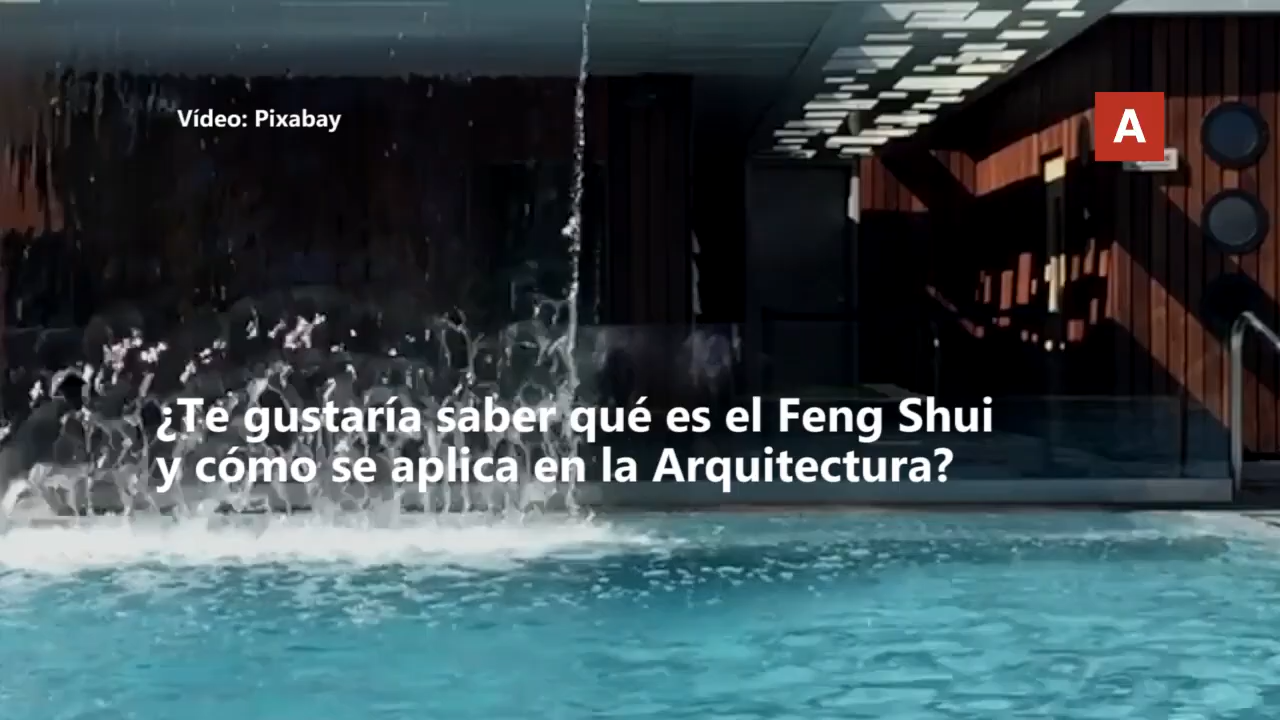 Vídeo: Pixabay
A
¿Te gustaría saber qué es el Feng Shui
y cómo se aplica en la Arquitectura?